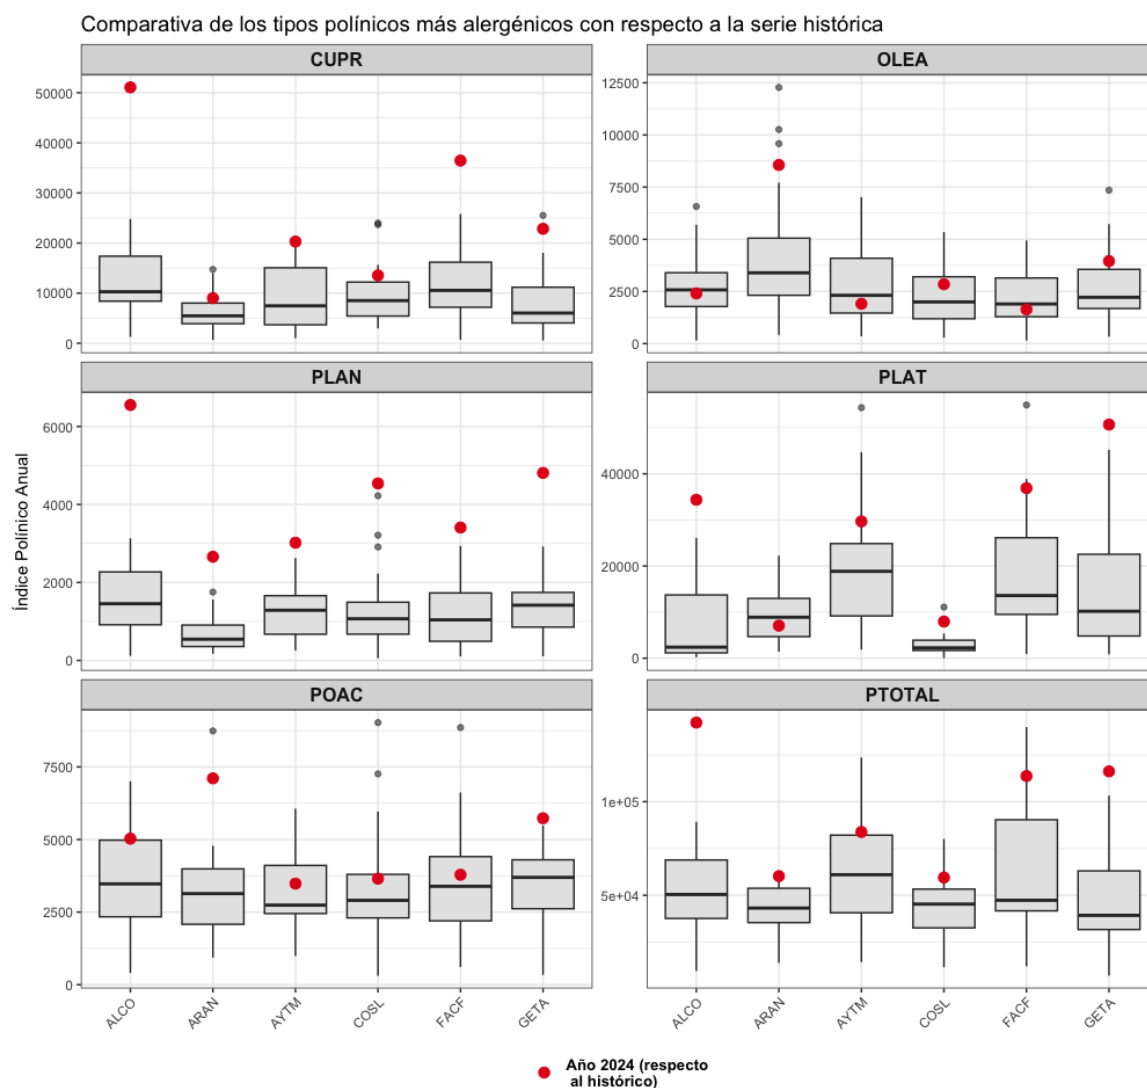 Comparativa de los tipos polínicos más alergénicos con respecto a la serie histórica
CUPR
OLEA
50000
40000
30000
20000
10000
0
12500
10000
7500
5000
2500
0
PLAN
PLAT
Índice Polínico Anual
6000
4000
2000
0
40000
20000
0
POAC
PTOTAL
7500
5000
2500
0
1e+05
5e+04
ALCO
ARAN
AYTM
COSL
FACF
GETA
ALCO
ARAN
AYTM
COSL
FACF
GETA
Año 2024 (respecto
al histórico)